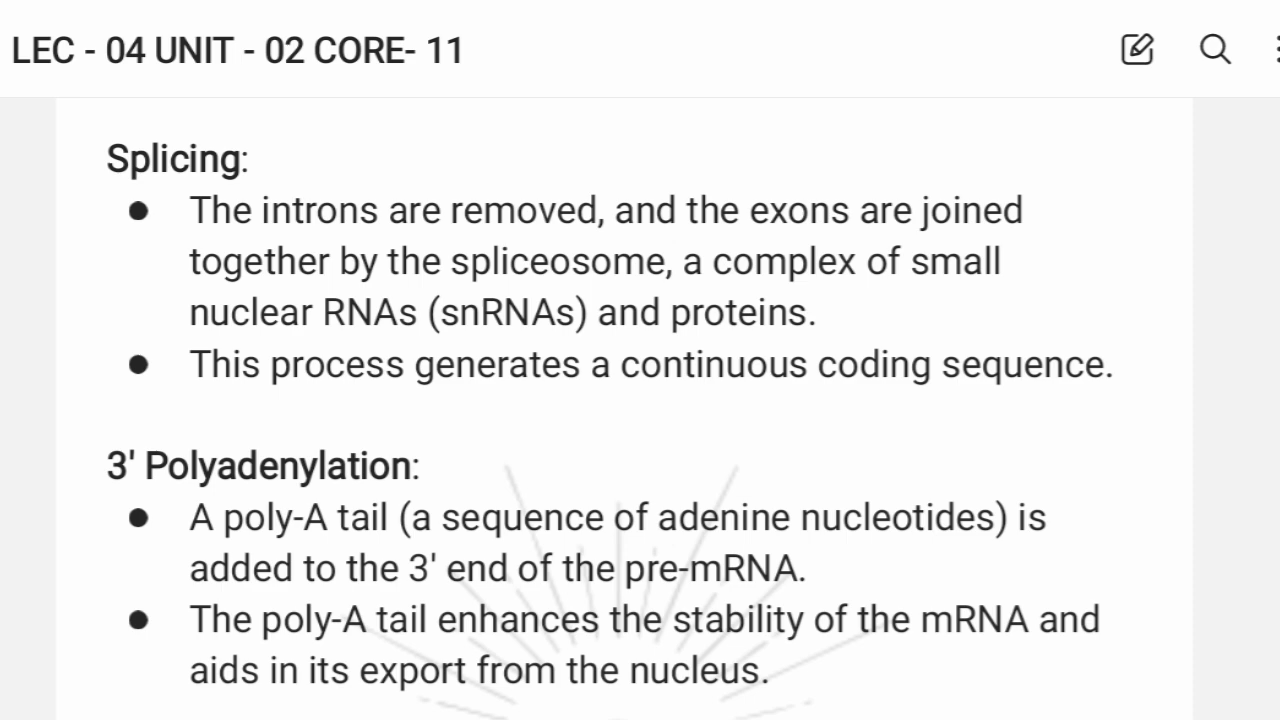 LEC - 04 UNIT - 02 CORE- 11
Splicing:
● The introns are removed, and the exons are joined
together by the spliceosome, a complex of small
nuclear RNAs (snRNAs) and proteins.
● This process generates a continuous coding sequence.
3' Polyadenylation:
● A poly-A tail (a sequence of adenine nucleotides) is
added to the 3' end of the pre-mRNA.
● The poly-A tail enhances the stability of the mRNA and
aids in its export from the nucleus.